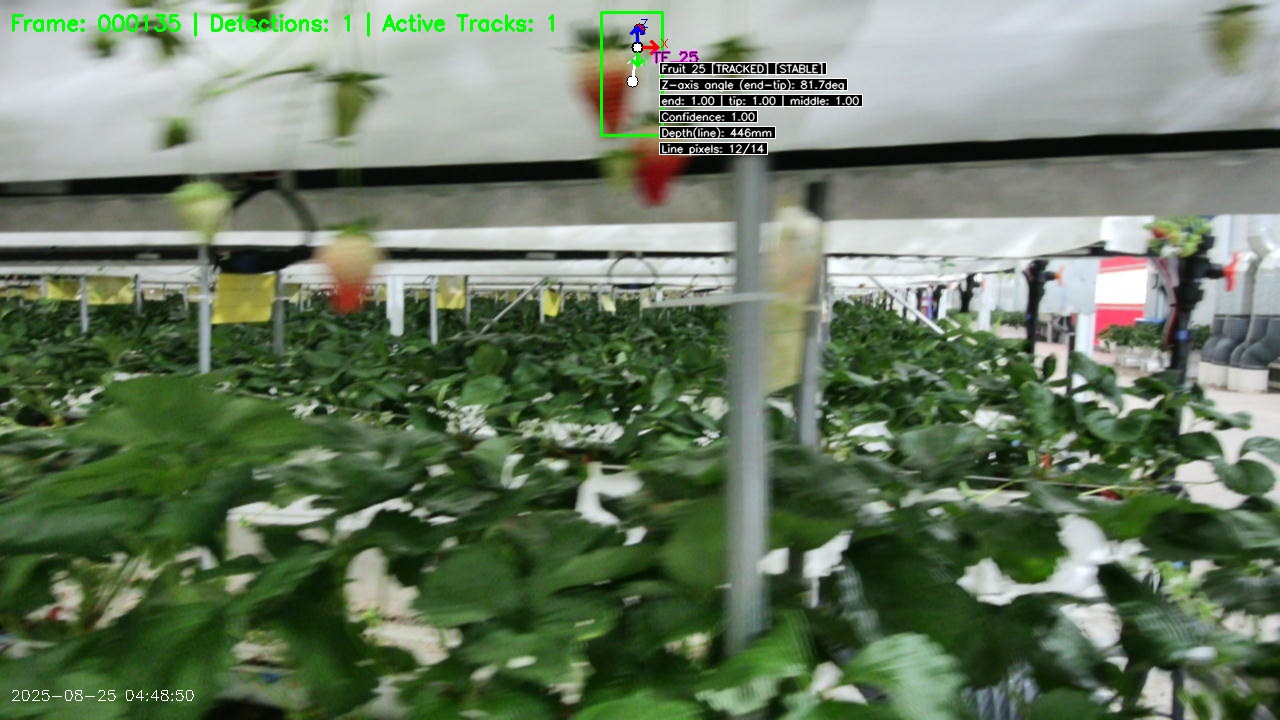 Frame: 000135 | Detections: 1 | Active Tracks: 1
Z
X
TF_25
Fruit_25 [TRACKED] [STABLE]
Z-axis angle (end-tip): 81.7deg
end: 1.00 | tip: 1.00 | middle: 1.00
Confidence: 1.00
Depth(line): 446mm
Line pixels: 12/14
2025-08-25 04:48:50